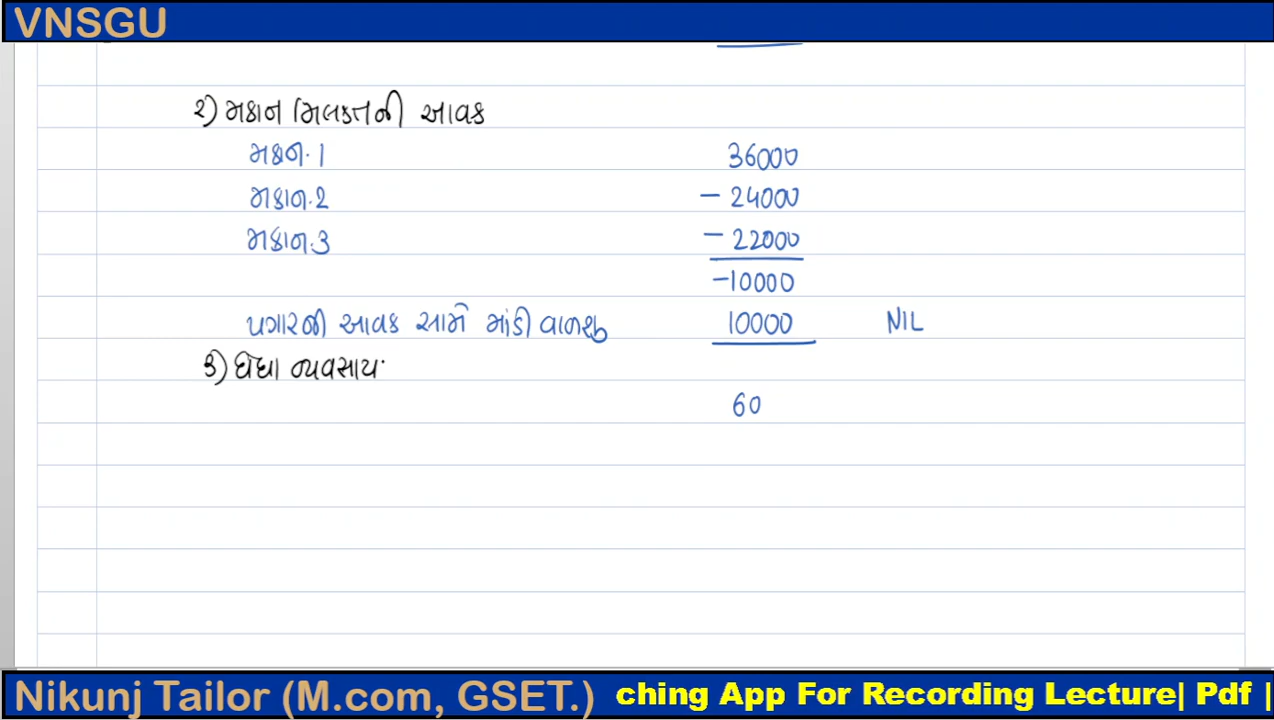 VNSGU
૨) મકાન મિલકતની આવક
મકાન.1 36000
મકાન.2 - 24000
મકાન.3 - 22000
-10000
પગારની આવક સામે માંડી વાળશુ 10000 NIL
૩) ધંધા વ્યવસાય
60
Nikunj Tailor (M.com, GSET.) ching App For Recording Lecture| Pdf |